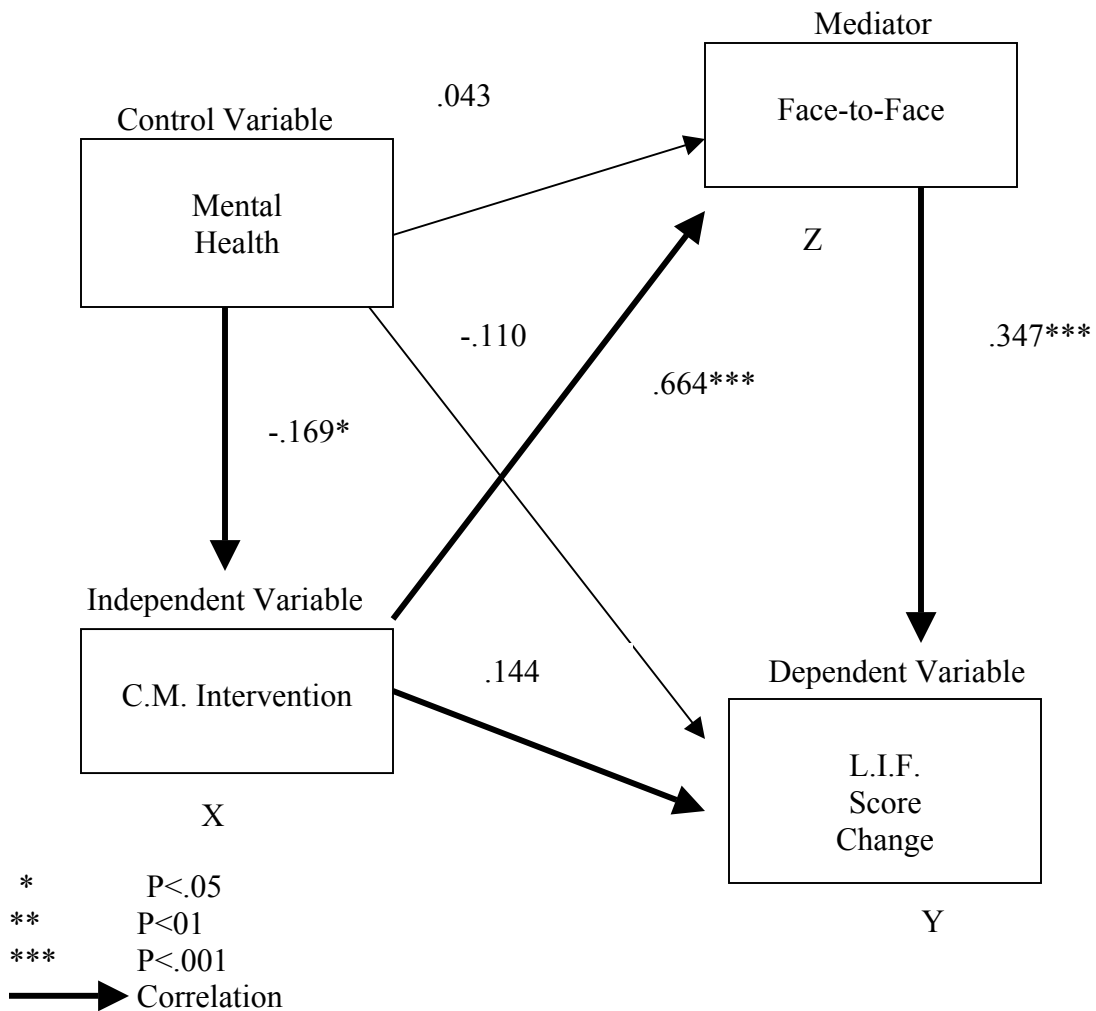 Mediator
Face-to-Face
Z
.043
Control Variable
Mental
Health
-.110
.664***
.347***
-.169*
Independent Variable
C.M. Intervention
X
.144
Dependent Variable
L.I.F.
Score
Change
Y
* P<.05
** P<01
*** P<.001
Correlation